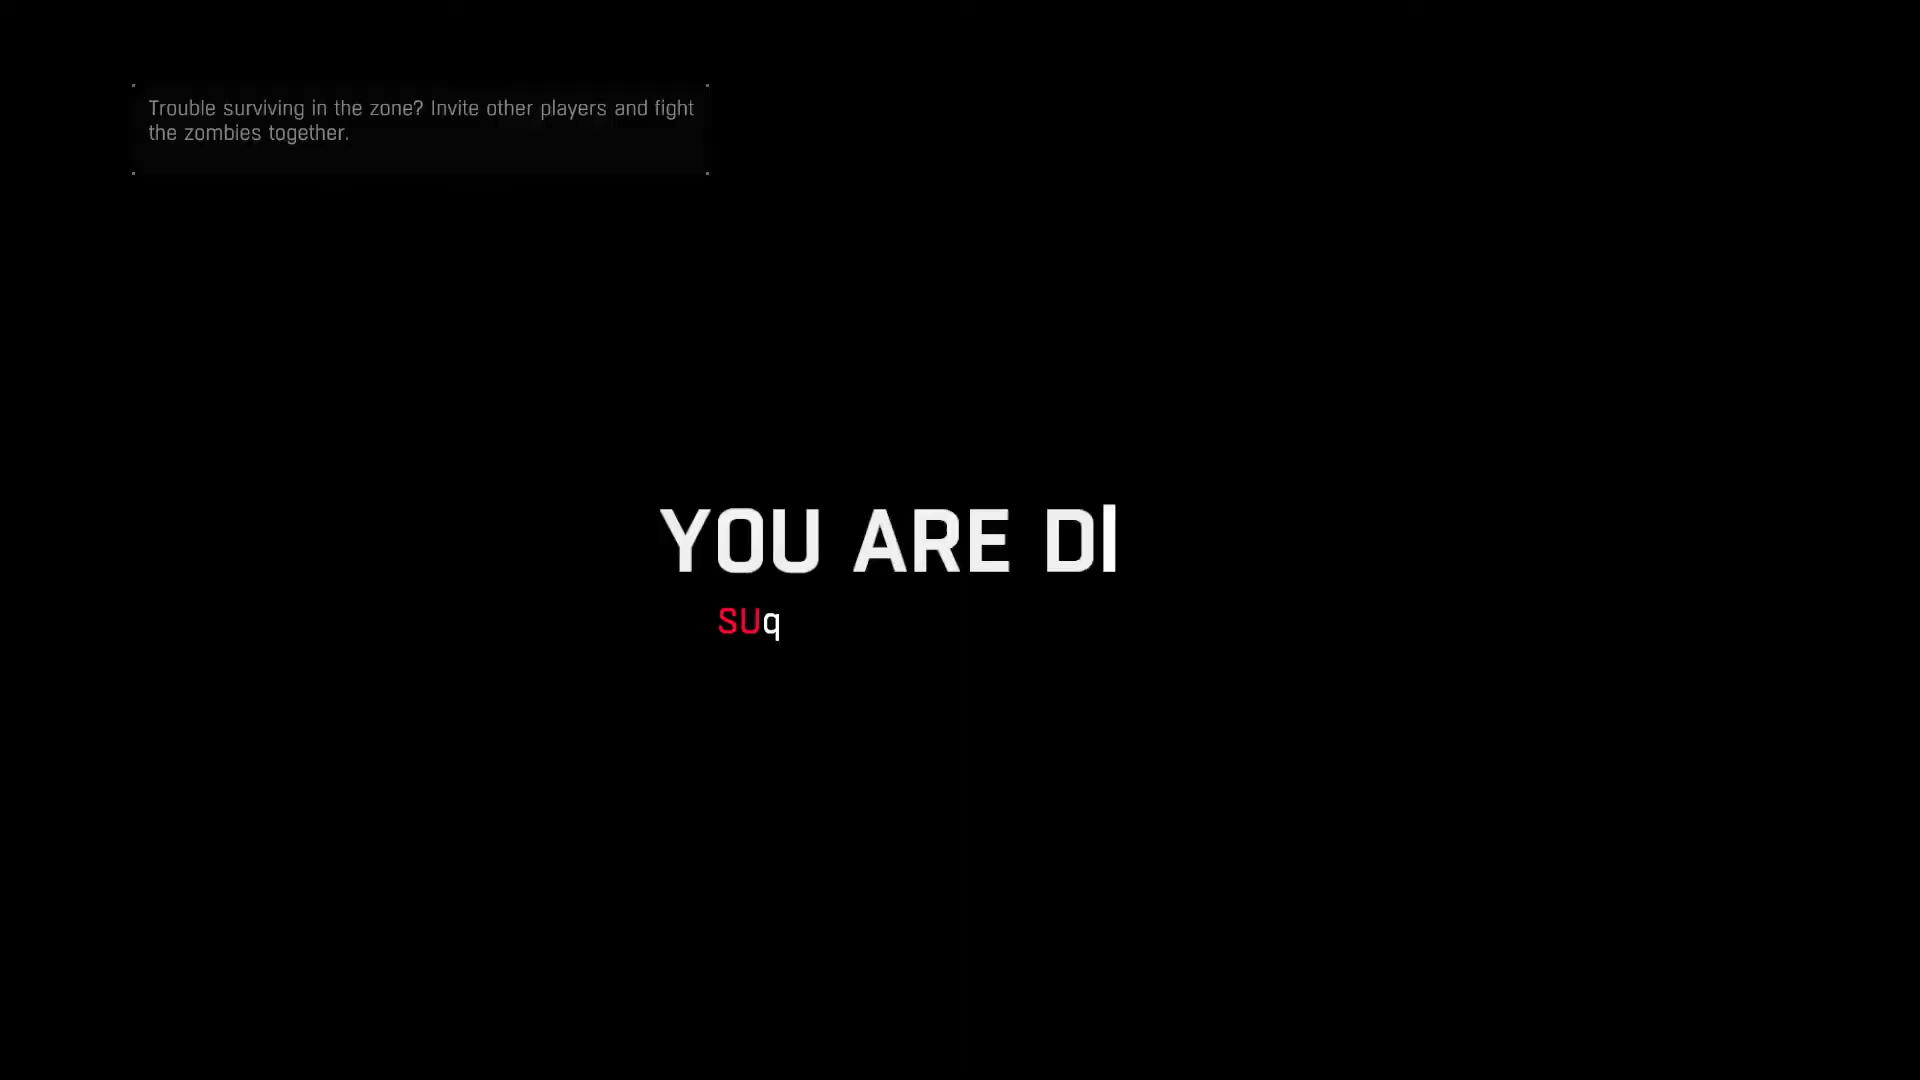 Trouble surviving in the zone? Invite other players and fight
the zombies together.
YOU ARE DI
SUq